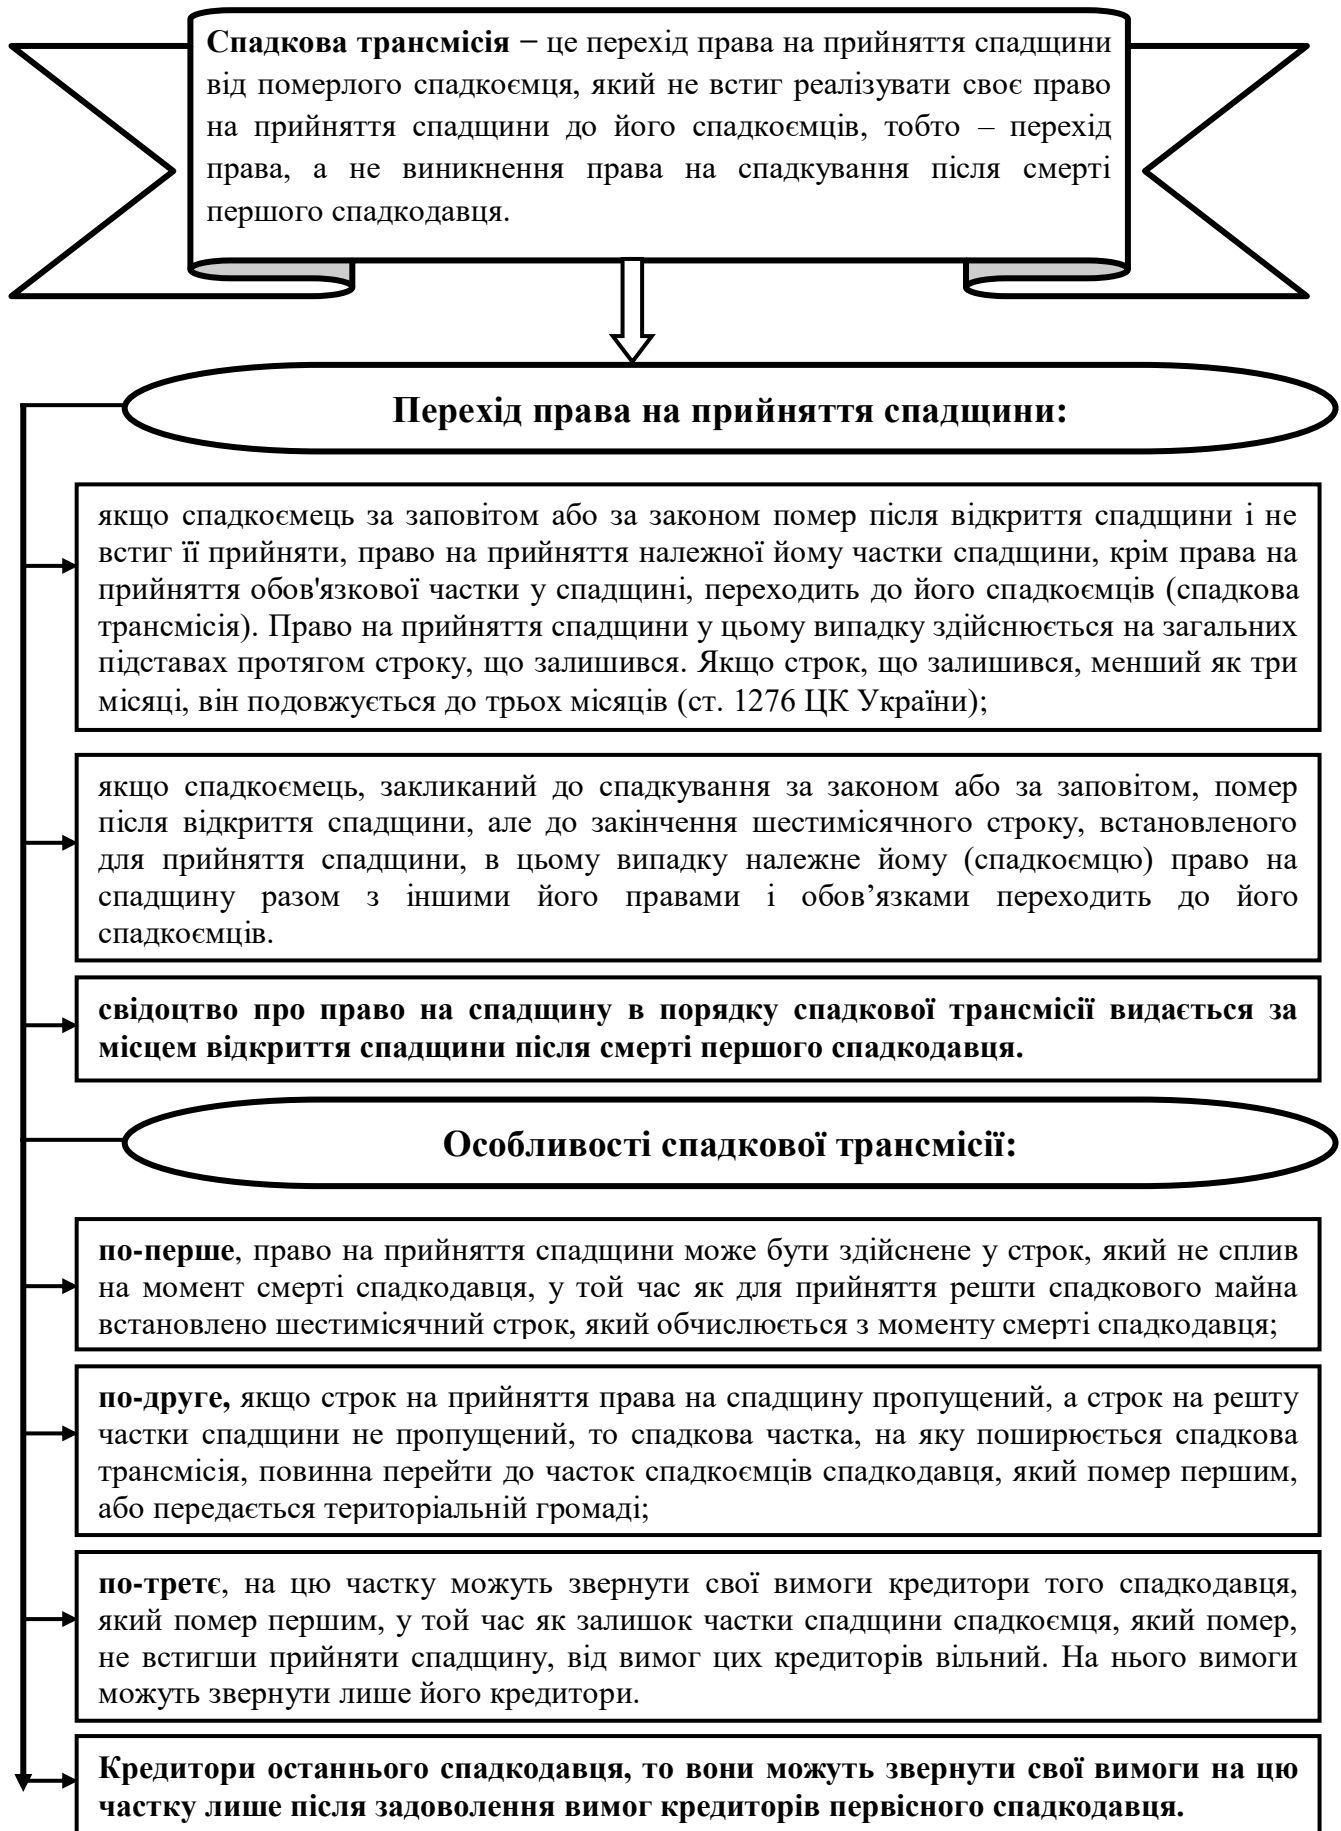 Спадкова трансмісія – це перехід права на прийняття спадщини
від померлого спадкоємця, який не встиг реалізувати своє право
на прийняття спадщини до його спадкоємців, тобто – перехід
права, а не виникнення права на спадкування після смерті
першого спадкодавця.
Перехід права на прийняття спадщини:
якщо спадкоємець за заповітом або за законом помер після відкриття спадщини і не
встиг її прийняти, право на прийняття належної йому частки спадщини, крім права на
прийняття обов'язкової частки у спадщині, переходить до його спадкоємців (спадкова
трансмісія). Право на прийняття спадщини у цьому випадку здійснюється на загальних
підставах протягом строку, що залишився. Якщо строк, що залишився, менший як три
місяці, він подовжується до трьох місяців (ст. 1276 ЦК України);
якщо спадкоємець, закликаний до спадкування за законом або за заповітом, помер
після відкриття спадщини, але до закінчення шестимісячного строку, встановленого
для прийняття спадщини, в цьому випадку належне йому (спадкоємцю) право на
спадщину разом з іншими його правами і обов’язками переходить до його
спадкоємців.
свідоцтво про право на спадщину в порядку спадкової трансмісії видається за
місцем відкриття спадщини після смерті першого спадкодавця.
Особливості спадкової трансмісії:
по-перше, право на прийняття спадщини може бути здійснене у строк, який не сплив
на момент смерті спадкодавця, у той час як для прийняття решти спадкового майна
встановлено шестимісячний строк, який обчислюється з моменту смерті спадкодавця;
по-друге, якщо строк на прийняття права на спадщину пропущений, а строк на решту
частки спадщини не пропущений, то спадкова частка, на яку поширюється спадкова
трансмісія, повинна перейти до часток спадкоємців спадкодавця, який помер першим,
або передається територіальній громаді;
по-третє, на цю частку можуть звернути свої вимоги кредитори того спадкодавця,
який помер першим, у той час як залишок частки спадщини спадкоємця, який помер,
не встигши прийняти спадщину, від вимог цих кредиторів вільний. На нього вимоги
можуть звернути лише його кредитори.
Кредитори останнього спадкодавця, то вони можуть звернути свої вимоги на цю
частку лише після задоволення вимог кредиторів первісного спадкодавця.